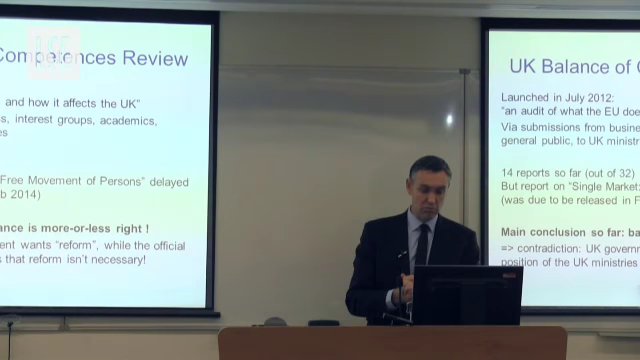 LSE
Competences Review
and how it affects the UK"
s, interest groups, academics,
es
Free Movement of Persons" delayed
b 2014)
ance is more-or-less right !
ent wants "reform", while the official
s that reform isn't necessary!
UK Balance of C
Launched in July 2012:
"an audit of what the EU doe
Via submissions from busine
general public, to UK ministr
14 reports so far (out of 32)
But report on "Single Market:
(was due to be released in F
Main conclusion so far: ba
=> contradiction: UK governr
position of the UK ministries